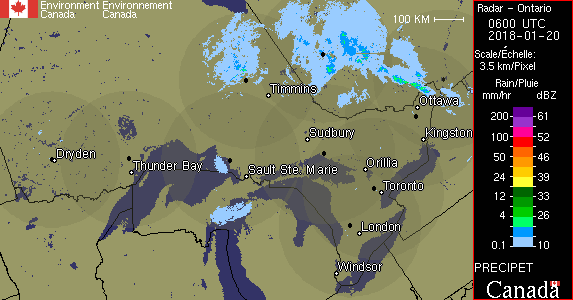 Environment Environnement
Canada Canada
100 KM
Timmins
Ottawa
Sudbury
Kingston
Dryden
Thunder Bay
Sault Ste. Marie
Orillia
Toronto
London
Windsor
Radar - Ontario
0600 UTC
2018-01-20
Scale/Échelle:
3.5 km/Pixel
Rain/Pluie
mm/hr dBZ
200 61
100 52
50 46
24 39
12 33
4 26
0.1 10
PRECIPET
Canada